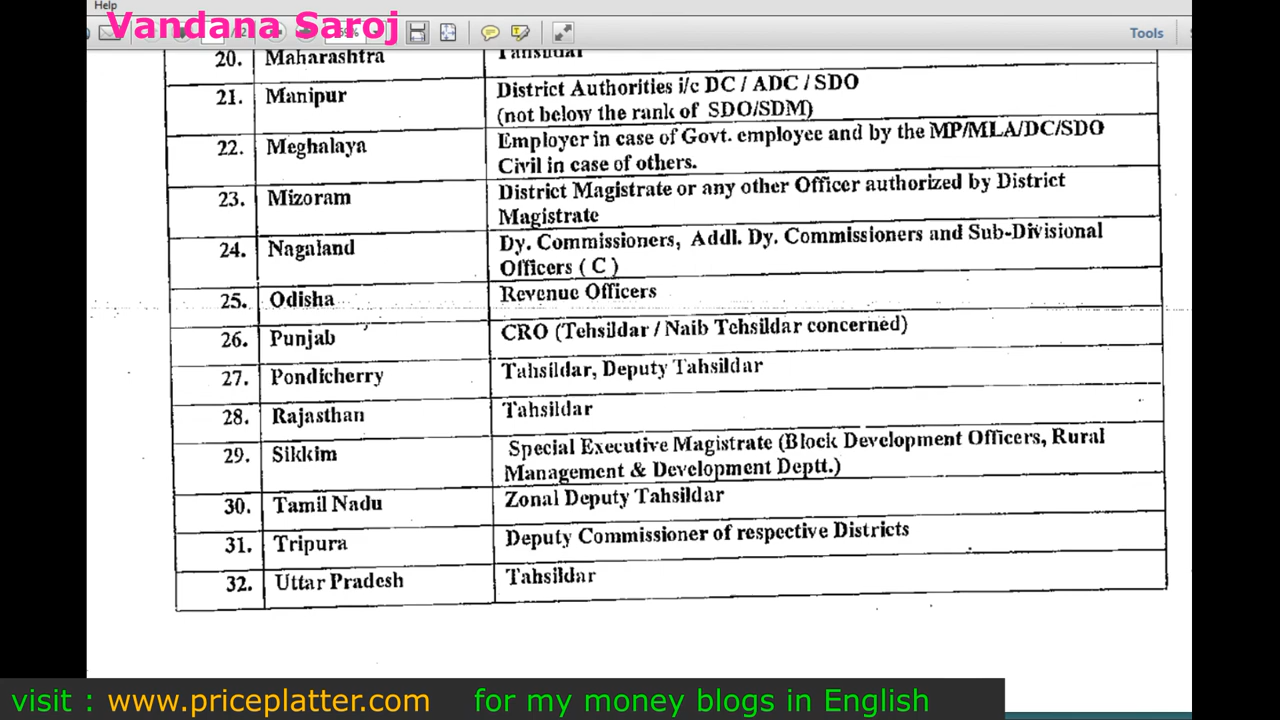 Help
Vandana Saroj
Tools
20. Maharashtra Tahsildar
21. Manipur District Authorities i/c DC / ADC / SDO
(not below the rank of SDO/SDM)
22. Meghalaya Employer in case of Govt. employee and by the MP/MLA/DC/SDO
Civil in case of others.
23. Mizoram District Magistrate or any other Officer authorized by District
Magistrate
24. Nagaland Dy. Commissioners, Addl. Dy. Commissioners and Sub-Divisional
Officers ( C )
25. Odisha Revenue Officers
26. Punjab CRO (Tehsildar / Naib Tehsildar concerned)
27. Pondicherry Tahsildar, Deputy Tahsildar
28. Rajasthan Tahsildar
29. Sikkim Special Executive Magistrate (Block Development Officers, Rural
Management & Development Deptt.)
30. Tamil Nadu Zonal Deputy Tahsildar
31. Tripura Deputy Commissioner of respective Districts
32. Uttar Pradesh Tahsildar
visit : www.priceplatter.com for my money blogs in English